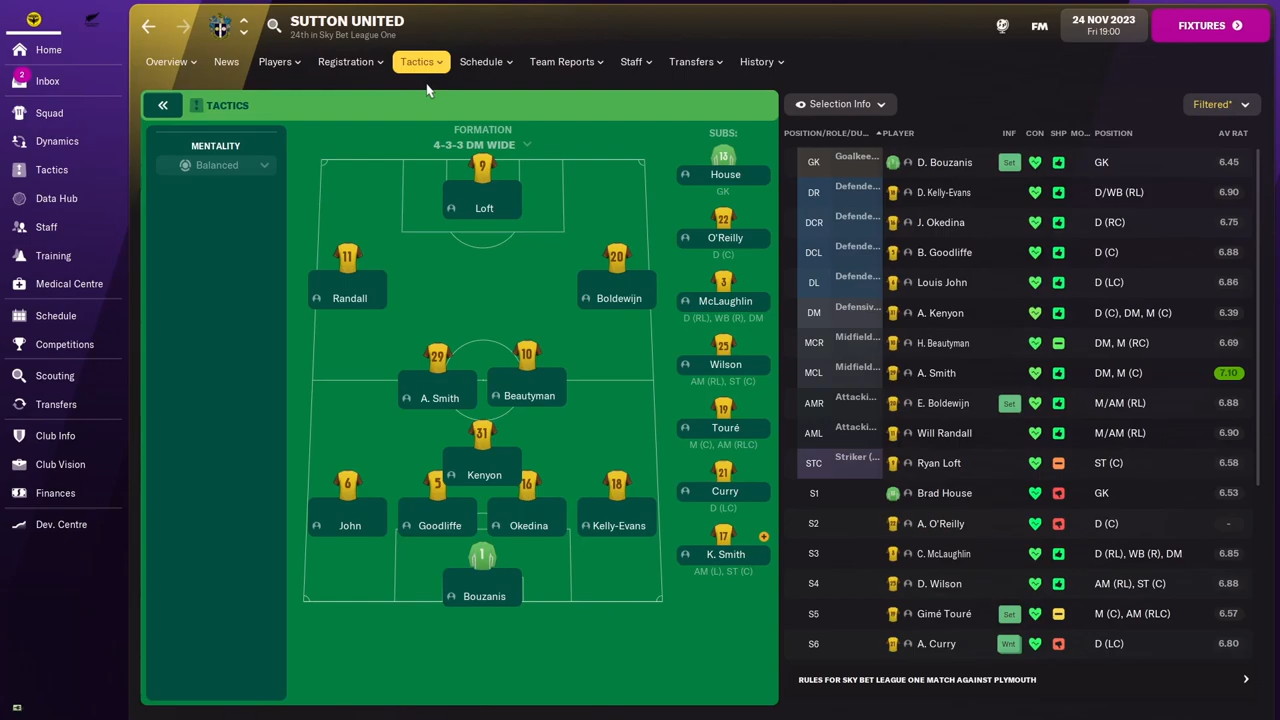 SUTTON UNITED
24th in Sky Bet League One
FM
24 NOV 2023
Fri 19:00
FIXTURES
Overview
News
Players
Registration
Tactics
Schedule
Team Reports
Staff
Transfers
History
Home
2
Inbox
Squad
Dynamics
Tactics
Data Hub
Staff
Training
Medical Centre
Schedule
Competitions
Scouting
Transfers
Club Info
Club Vision
Finances
Dev. Centre
TACTICS
MENTALITY
Balanced
FORMATION
4-3-3 DM WIDE
9
Loft
11
Randall
20
Boldewijn
29
A. Smith
10
Beautyman
31
Kenyon
6
John
5
Goodliffe
16
Okedina
18
Kelly-Evans
1
Bouzanis
SUBS:
13
House
GK
22
O'Reilly
D (C)
3
McLaughlin
D (RL), WB (R), DM
25
Wilson
AM (RL), ST (C)
19
Touré
M (C), AM (RLC)
21
Curry
D (LC)
17
K. Smith
AM (L), ST (C)
Selection Info
Filtered*
POSITION/ROLE/DU... PLAYER INF CON SHP MO... POSITION AV RAT
GK Goalkee... D. Bouzanis Set GK 6.45
DR Defende... D. Kelly-Evans D/WB (RL) 6.90
DCR Defende... J. Okedina D (RC) 6.75
DCL Defende... B. Goodliffe D (C) 6.88
DL Defende... Louis John D (LC) 6.86
DM Defensiv... A. Kenyon D (C), DM, M (C) 6.39
MCR Midfield... H. Beautyman DM, M (RC) 6.69
MCL Midfield... A. Smith DM, M (C) 7.10
AMR Attacki... E. Boldewijn Set M/AM (RL) 6.88
AML Attacki... Will Randall M/AM (RL) 6.90
STC Striker (... Ryan Loft ST (C) 6.58
S1 Brad House GK 6.53
S2 A. O'Reilly D (C) -
S3 C. McLaughlin D (RL), WB (R), DM 6.85
S4 D. Wilson AM (RL), ST (C) 6.88
S5 Gimé Touré Set M (C), AM (RLC) 6.57
S6 A. Curry Wnt D (LC) 6.80
RULES FOR SKY BET LEAGUE ONE MATCH AGAINST PLYMOUTH